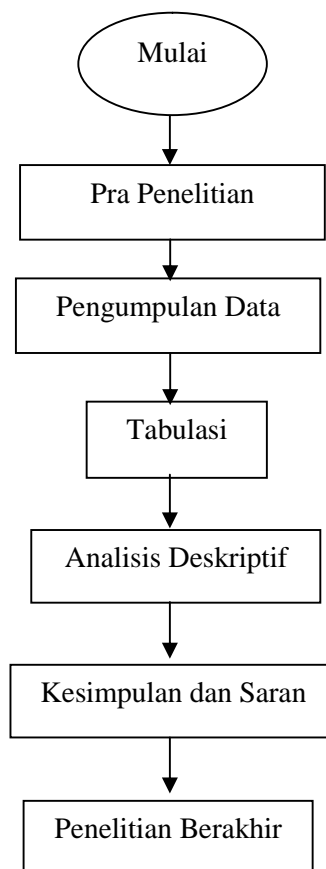 Mulai
Pra Penelitian
Pengumpulan Data
Tabulasi
Analisis Deskriptif
Kesimpulan dan Saran
Penelitian Berakhir